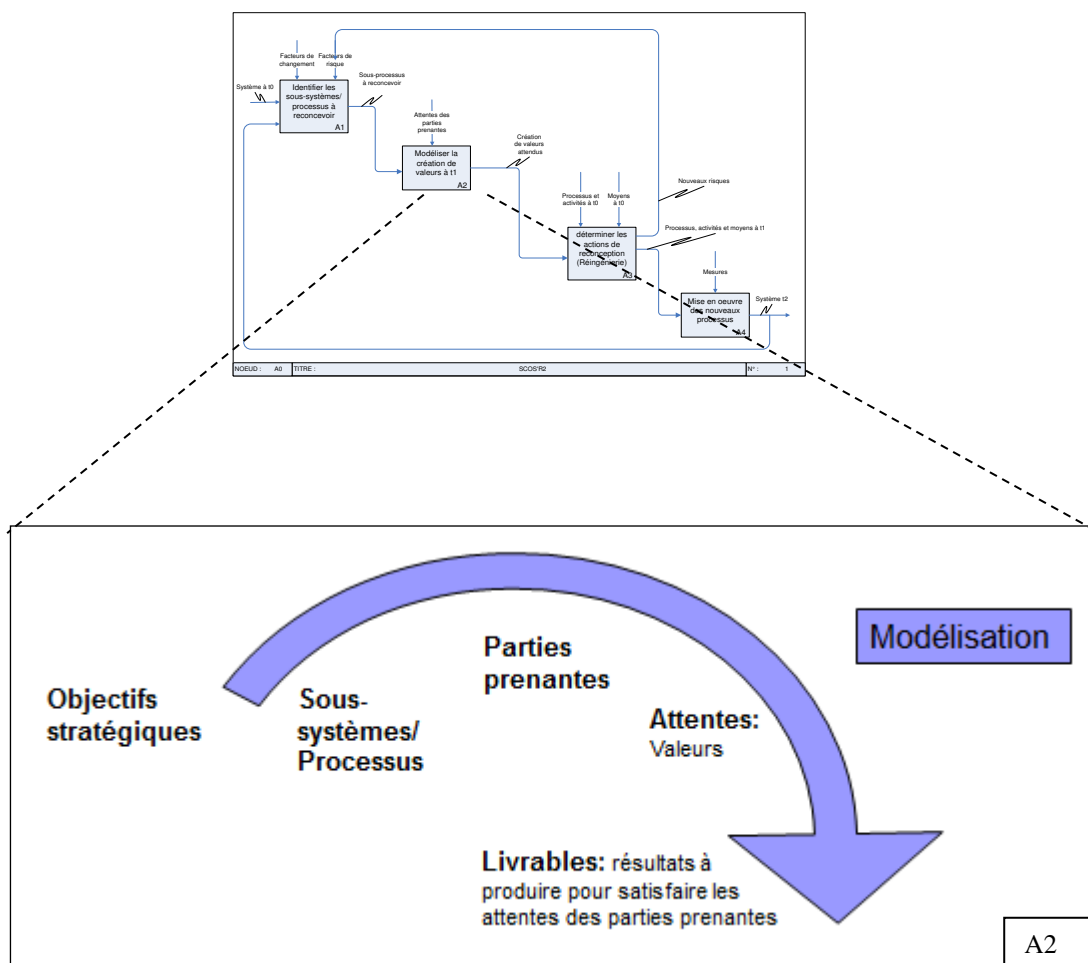 Facteurs de
changement
Facteurs de
risque
Système à t0
Identifier les
sous-systèmes/
processus à
reconcevoir
A1
Sous-processus
à reconcevoir
Attentes des
parties
prenantes
Modéliser la
création de
valeurs à t1
A2
Création
de valeurs
attendus
Processus et
activités à t0
Moyens
à t0
Nouveaux risques
déterminer les
actions de
reconception
(Réingénierie)
A3
Processus, activités et moyens à t1
Mesures
Mise en oeuvre
des nouveaux
processus
A4
Système t2
NOEUD : A0 TITRE : SCOS'R2 N° : 1
Modélisation
Objectifs
stratégiques
Sous-
systèmes/
Processus
Parties
prenantes
Attentes:
Valeurs
Livrables: résultats à
produire pour satisfaire les
attentes des parties prenantes
A2